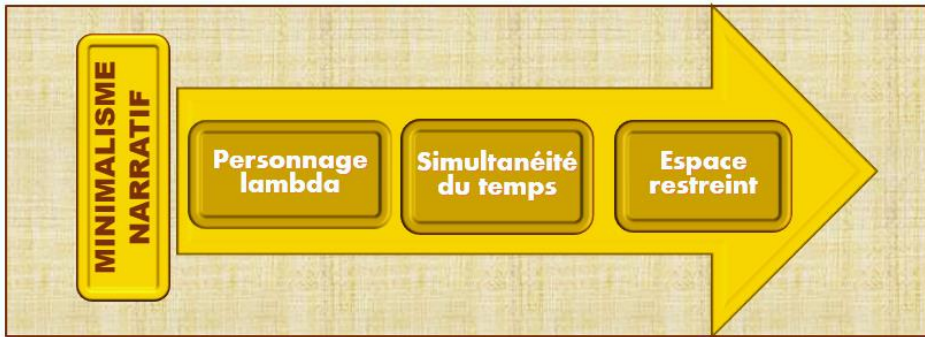 MINIMALISME
NARRATIF
Personnage
lambda
Simultanéité
du temps
Espace
restreint